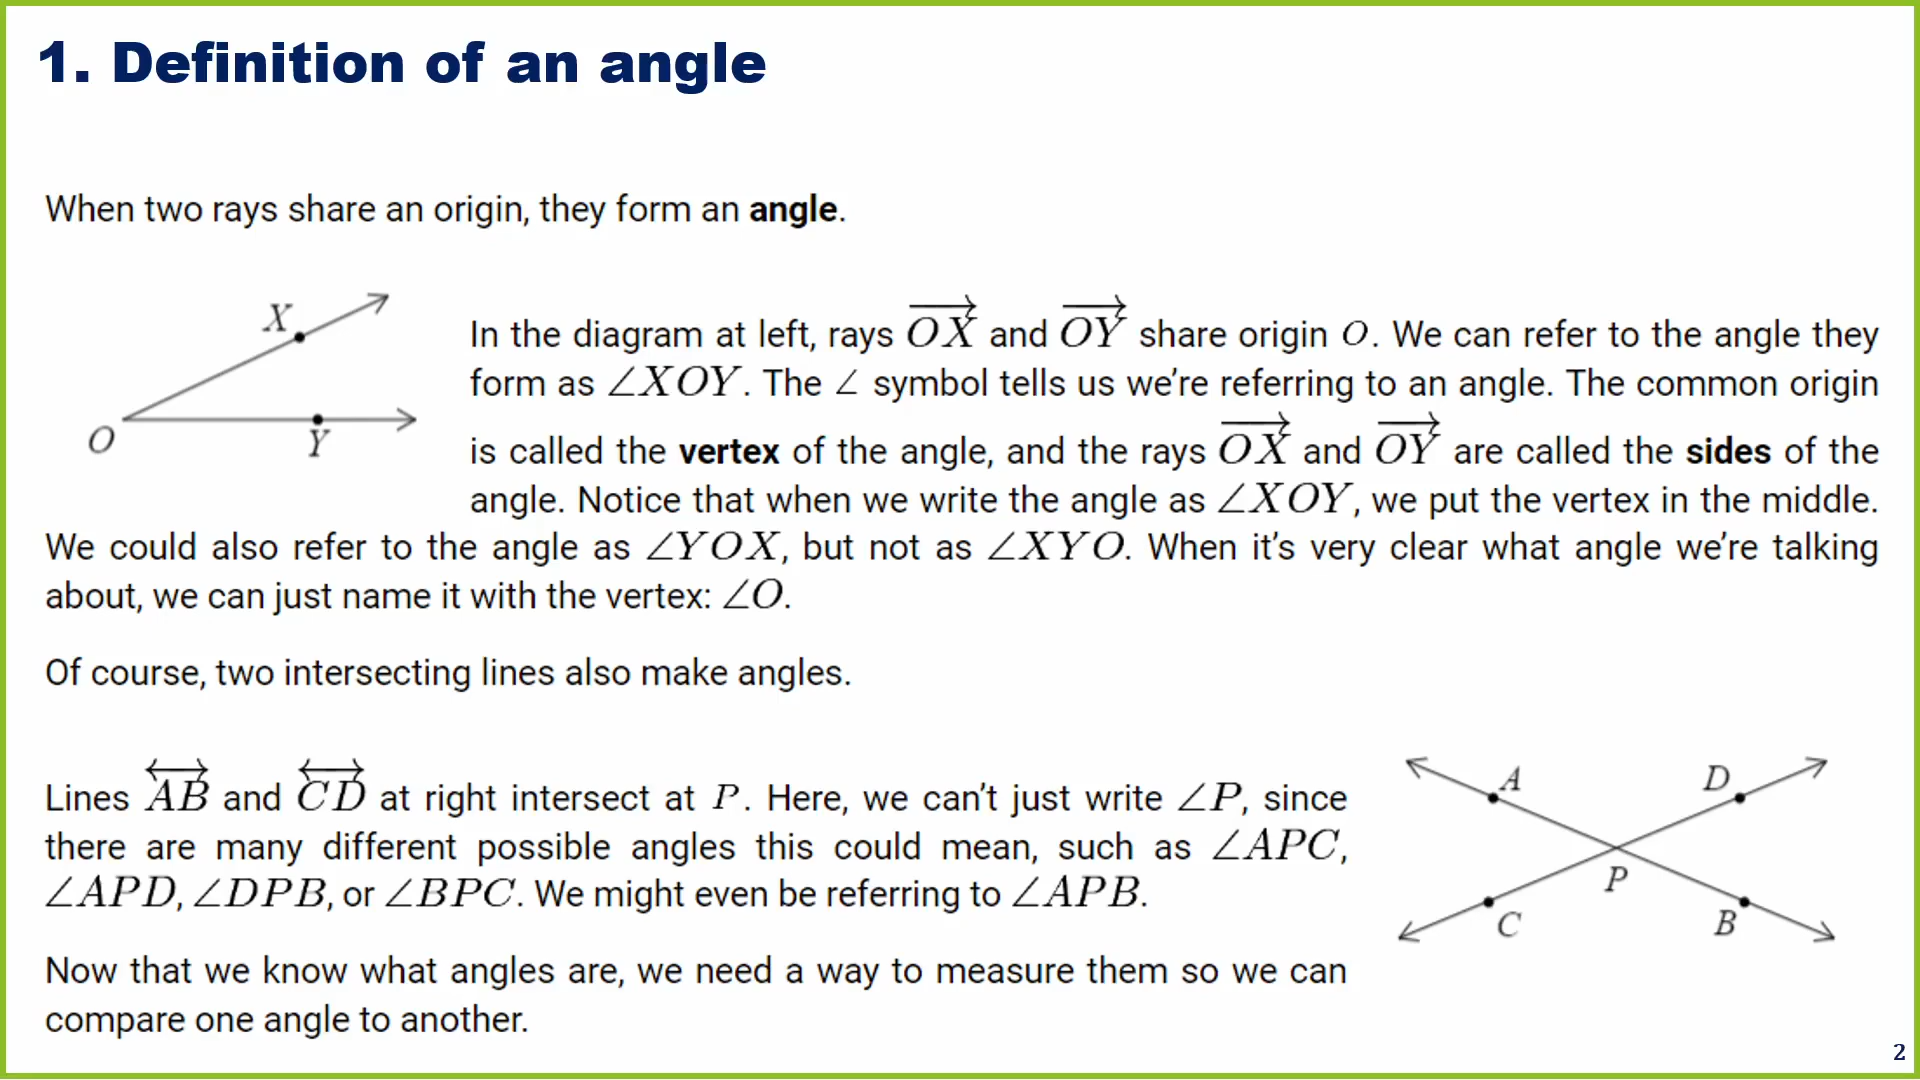 1. Definition of an angle
When two rays share an origin, they form an angle.
X
O
Y
In the diagram at left, rays OX and OY share origin O. We can refer to the angle they
form as ∠XOY. The ∠ symbol tells us we’re referring to an angle. The common origin
is called the vertex of the angle, and the rays OX and OY are called the sides of the
angle. Notice that when we write the angle as ∠XOY, we put the vertex in the middle.
We could also refer to the angle as ∠YOX, but not as ∠XYO. When it’s very clear what angle we’re talking
about, we can just name it with the vertex: ∠O.
Of course, two intersecting lines also make angles.
Lines AB and CD at right intersect at P. Here, we can’t just write ∠P, since
there are many different possible angles this could mean, such as ∠APC,
∠APD, ∠DPB, or ∠BPC. We might even be referring to ∠APB.
A
D
P
C
B
Now that we know what angles are, we need a way to measure them so we can
compare one angle to another.
2